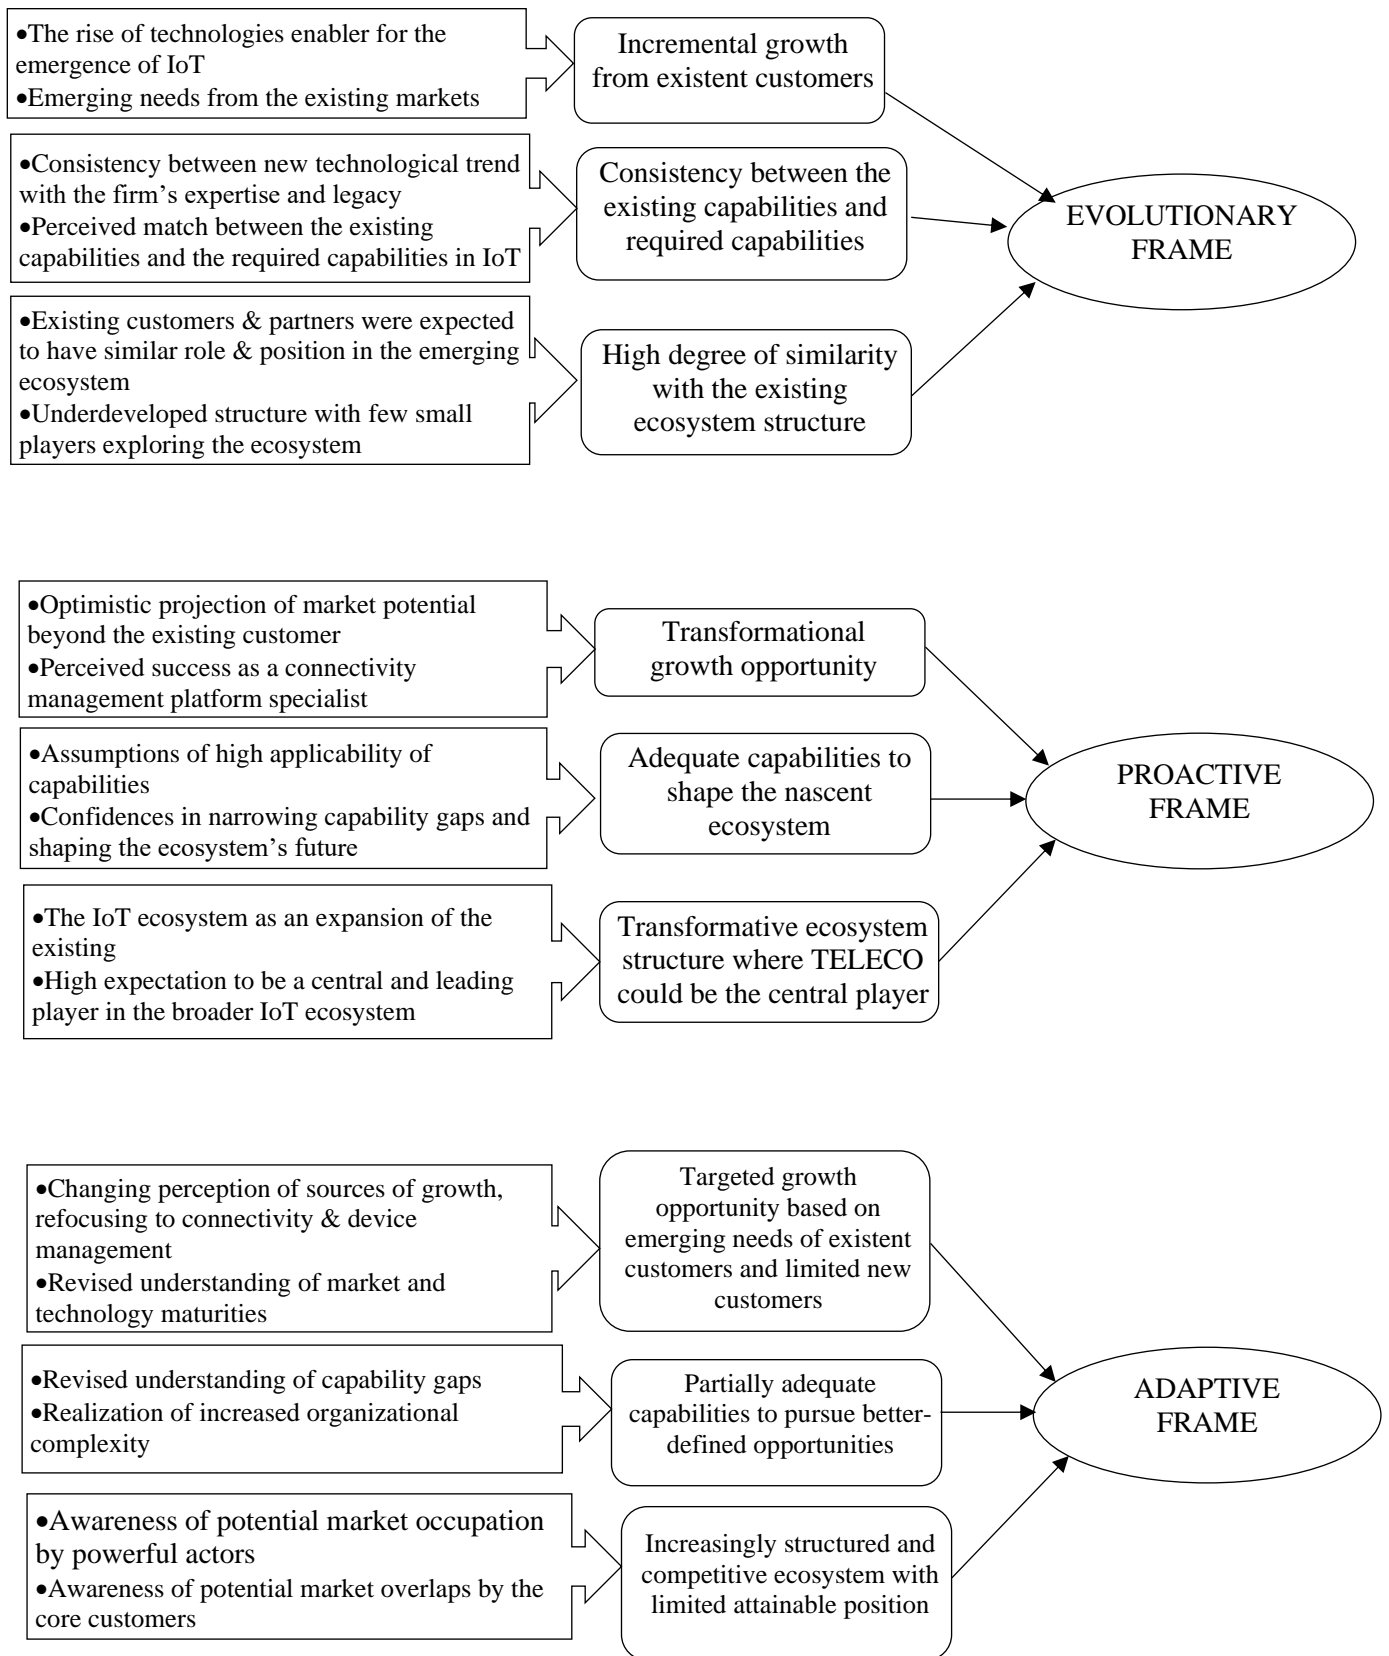 •The rise of technologies enabler for the
emergence of IoT
•Emerging needs from the existing markets
Incremental growth
from existent customers
•Consistency between new technological trend
with the firm's expertise and legacy
•Perceived match between the existing
capabilities and the required capabilities in IoT
Consistency between the
existing capabilities and
required capabilities
•Existing customers & partners were expected
to have similar role & position in the emerging
ecosystem
•Underdeveloped structure with few small
players exploring the ecosystem
High degree of similarity
with the existing
ecosystem structure
EVOLUTIONARY
FRAME
•Optimistic projection of market potential
beyond the existing customer
•Perceived success as a connectivity
management platform specialist
Transformational
growth opportunity
•Assumptions of high applicability of
capabilities
•Confidences in narrowing capability gaps and
shaping the ecosystem's future
Adequate capabilities to
shape the nascent
ecosystem
•The IoT ecosystem as an expansion of the
existing
•High expectation to be a central and leading
player in the broader IoT ecosystem
Transformative ecosystem
structure where TELECO
could be the central player
PROACTIVE
FRAME
•Changing perception of sources of growth,
refocusing to connectivity & device
management
•Revised understanding of market and
technology maturities
Targeted growth
opportunity based on
emerging needs of existent
customers and limited new
customers
•Revised understanding of capability gaps
•Realization of increased organizational
complexity
Partially adequate
capabilities to pursue better-
defined opportunities
•Awareness of potential market occupation
by powerful actors
•Awareness of potential market overlaps by the
core customers
Increasingly structured and
competitive ecosystem with
limited attainable position
ADAPTIVE
FRAME